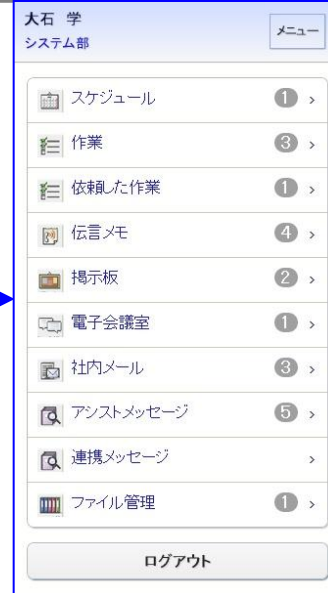 大石 学
システム部
メニュー
スケジュール 1 ›
作業 3 ›
依頼した作業 1 ›
伝言メモ 4 ›
掲示板 2 ›
電子会議室 1 ›
社内メール 3 ›
アシストメッセージ 5 ›
連携メッセージ ›
ファイル管理 1 ›
ログアウト